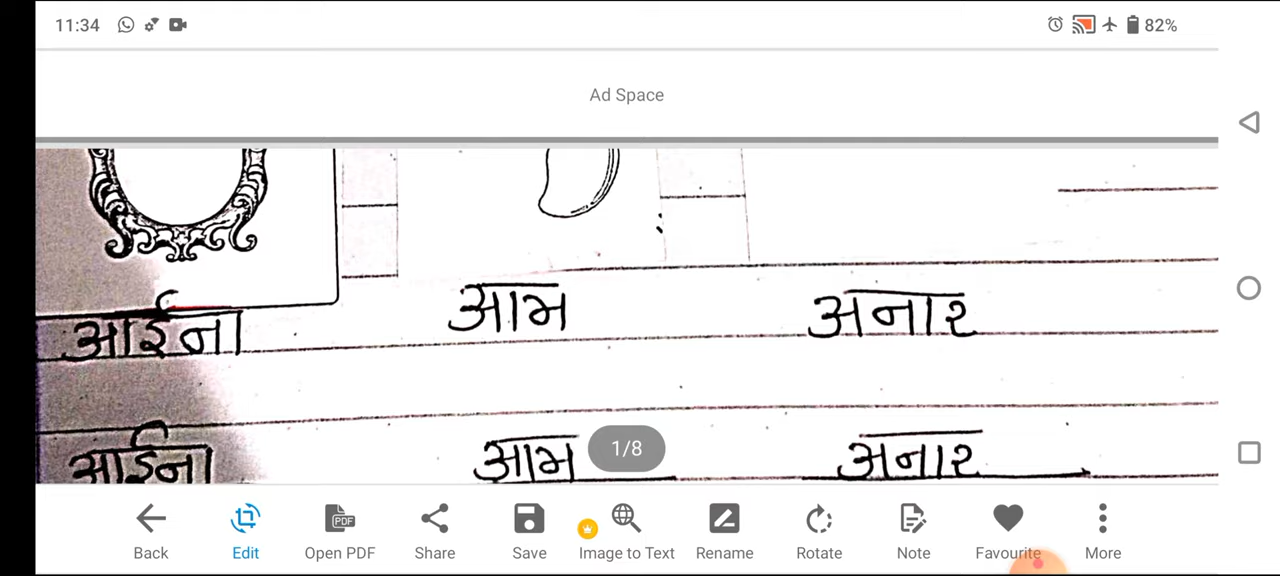 11:34 82%
Ad Space
आईना आम अनार
आईना आम अनार
1/8
Back Edit Open PDF Share Save Image to Text Rename Rotate Note Favourite More
PDF